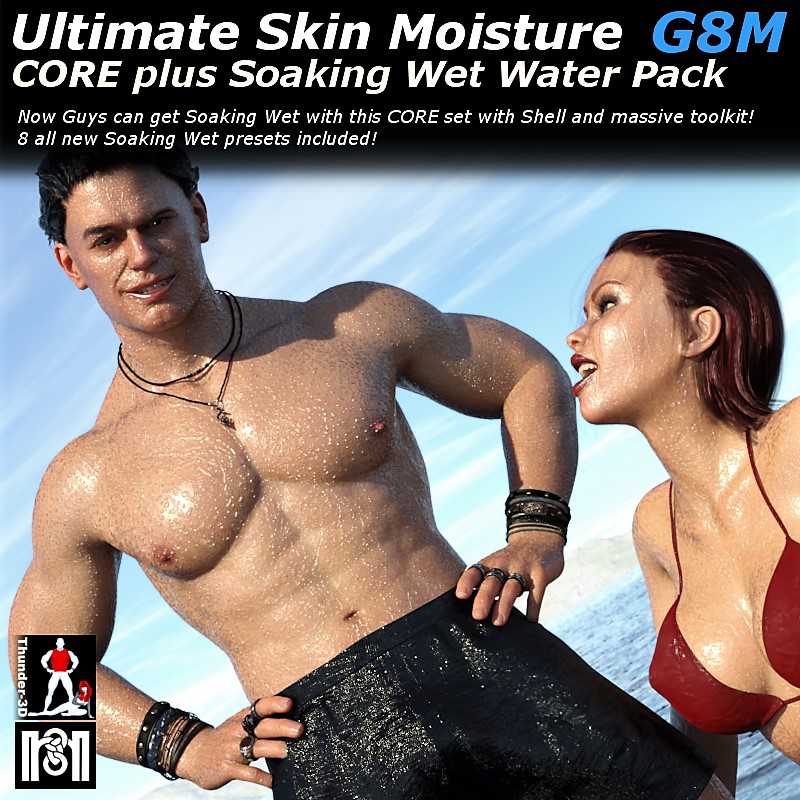 Ultimate Skin Moisture G8M
CORE plus Soaking Wet Water Pack
Now Guys can get Soaking Wet with this CORE set with Shell and massive toolkit!
8 all new Soaking Wet presets included!
Thunder-3D